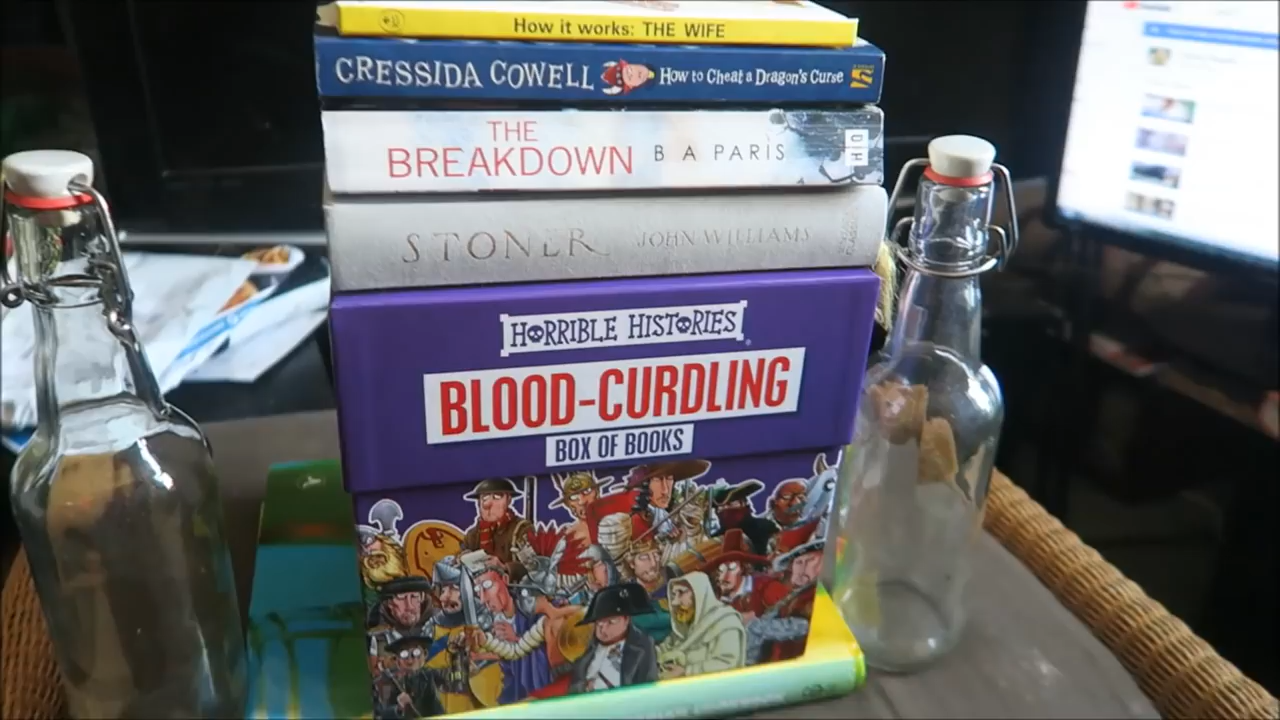 How it works: THE WIFE
CRESSIDA COWELL How to Cheat a Dragon's Curse
THE
BREAKDOWN B A PARIS
DH
STONER JOHN WILLIAMS
HORRIBLE HISTORIES
BLOOD-CURDLING
BOX OF BOOKS